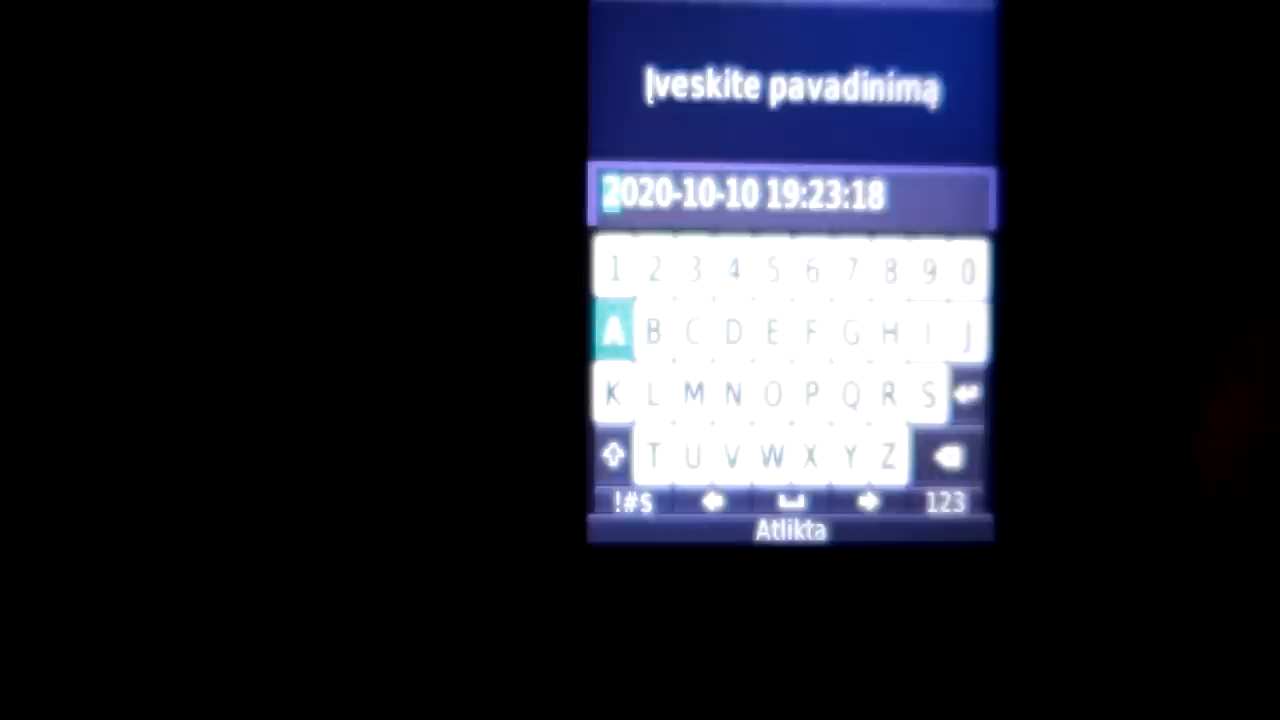 Įveskite pavadinimą
2020-10-10 19:23:18
1 2 3 4 5 6 7 8 9 0
A B C D E F G H I J
K L M N O P Q R S
T U V W X Y Z
!#$ 123
Atlikta